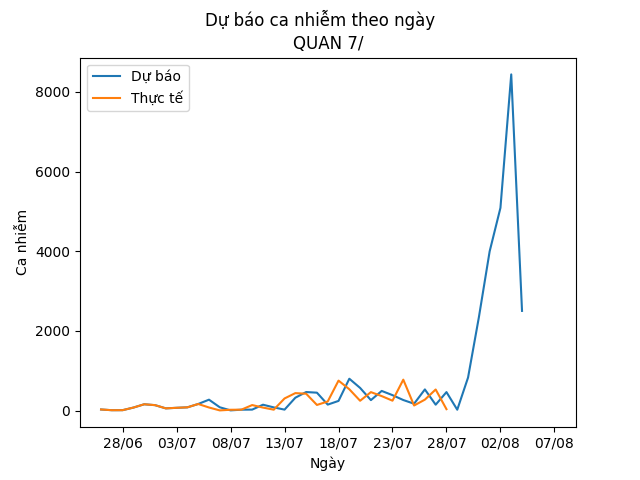 Dự báo ca nhiễm theo ngày
QUAN 7/
Dự báo
Thực tế
8000
6000
4000
2000
0
Ca nhiễm
28/06 03/07 08/07 13/07 18/07 23/07 28/07 02/08 07/08
Ngày